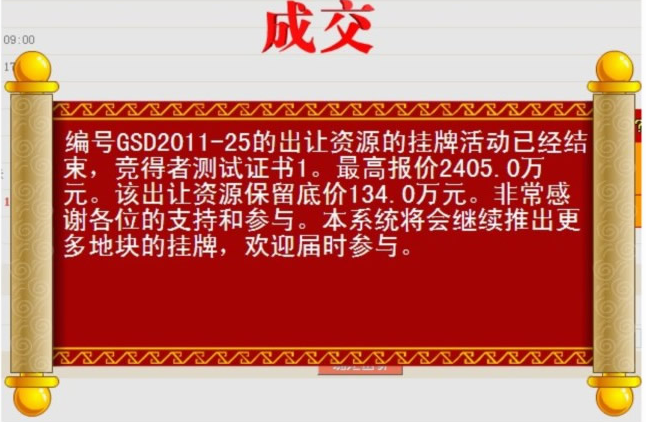 成交
09:00
17
编号GSD2011-25的出让资源的挂牌活动已经结
束，竞得者测试证书1。最高报价2405.0万
元。该出让资源保留底价134.0万元。非常感
谢各位的支持和参与。本系统将会继续推出更
多地块的挂牌，欢迎届时参与。